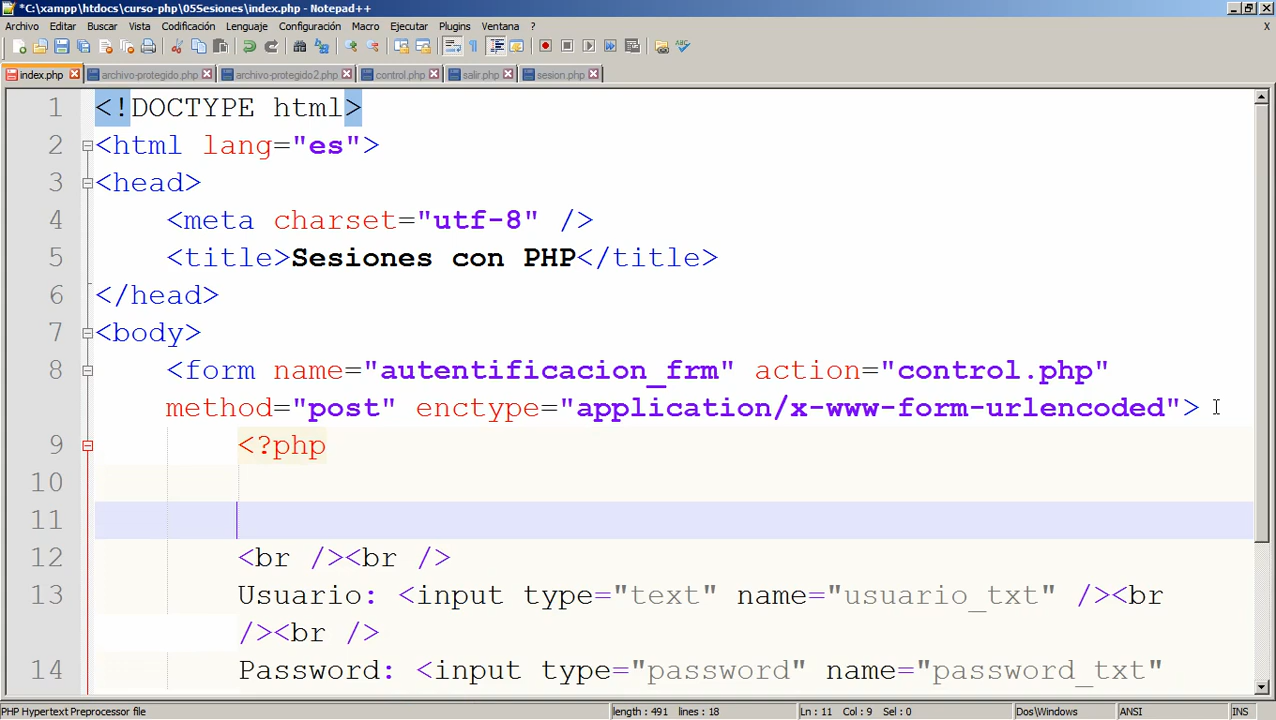 *C:\xampp\htdocs\curso-php\05Sesiones\index.php - Notepad++
Archivo Editar Buscar Vista Codificación Lenguaje Configuración Macro Ejecutar Plugins Ventana ? X
index.php archivo-protegido.php archivo-protegido2.php control.php salir.php sesion.php
1 <!DOCTYPE html>
2 <html lang="es">
3 <head>
4 <meta charset="utf-8" />
5 <title>Sesiones con PHP</title>
6 </head>
7 <body>
8 <form name="autentificacion_frm" action="control.php"
method="post" enctype="application/x-www-form-urlencoded">
9 <?php
10
11
12 <br /><br />
13 Usuario: <input type="text" name="usuario_txt" /><br
/><br />
14 Password: <input type="password" name="password_txt"
PHP Hypertext Preprocessor file length : 491 lines : 18 Ln : 11 Col : 9 Sel : 0 Dos\Windows ANSI INS